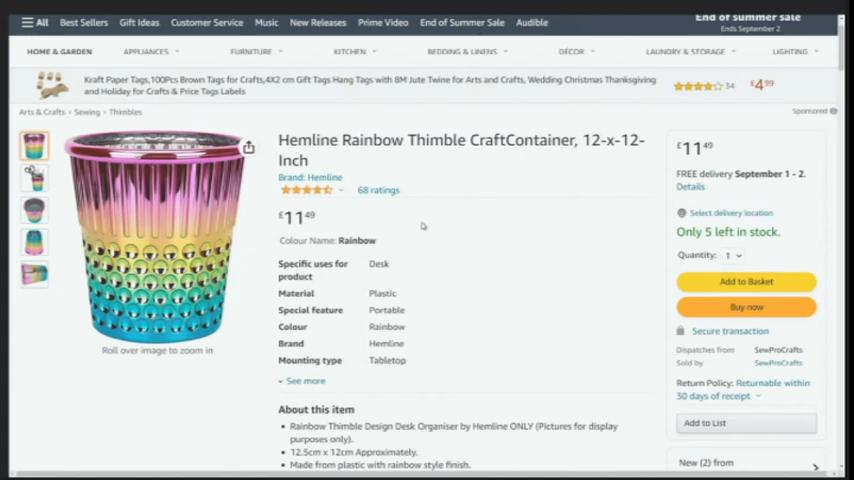 All Best Sellers Gift Ideas Customer Service Music New Releases Prime Video End of Summer Sale Audible
End of summer sale
Ends September 2
HOME & GARDEN APPLIANCES FURNITURE KITCHEN BEDDING & LINENS DÉCOR LAUNDRY & STORAGE LIGHTING
Kraft Paper Tags,100Pcs Brown Tags for Crafts,4X2 cm Gift Tags Hang Tags with 8M Jute Twine for Arts and Crafts, Wedding Christmas Thanksgiving
and Holiday for Crafts & Price Tags Labels
34
£4⁹⁹
Arts & Crafts › Sewing › Thimbles
Sponsored
Hemline Rainbow Thimble CraftContainer, 12-x-12-
Inch
Brand: Hemline
68 ratings
£11⁴⁹
Colour Name: Rainbow
Specific uses for Desk
product
Material Plastic
Special feature Portable
Colour Rainbow
Brand Hemline
Mounting type Tabletop
See more
About this item
• Rainbow Thimble Design Desk Organiser by Hemline ONLY (Pictures for display
purposes only).
• 12.5cm x 12cm Approximately.
• Made from plastic with rainbow style finish.
Roll over image to zoom in
£11⁴⁹
FREE delivery September 1 - 2.
Details
Select delivery location
Only 5 left in stock.
Quantity: 1
Add to Basket
Buy now
Secure transaction
Dispatches from SewProCrafts
Sold by SewProCrafts
Return Policy: Returnable within
30 days of receipt
Add to List
New (2) from